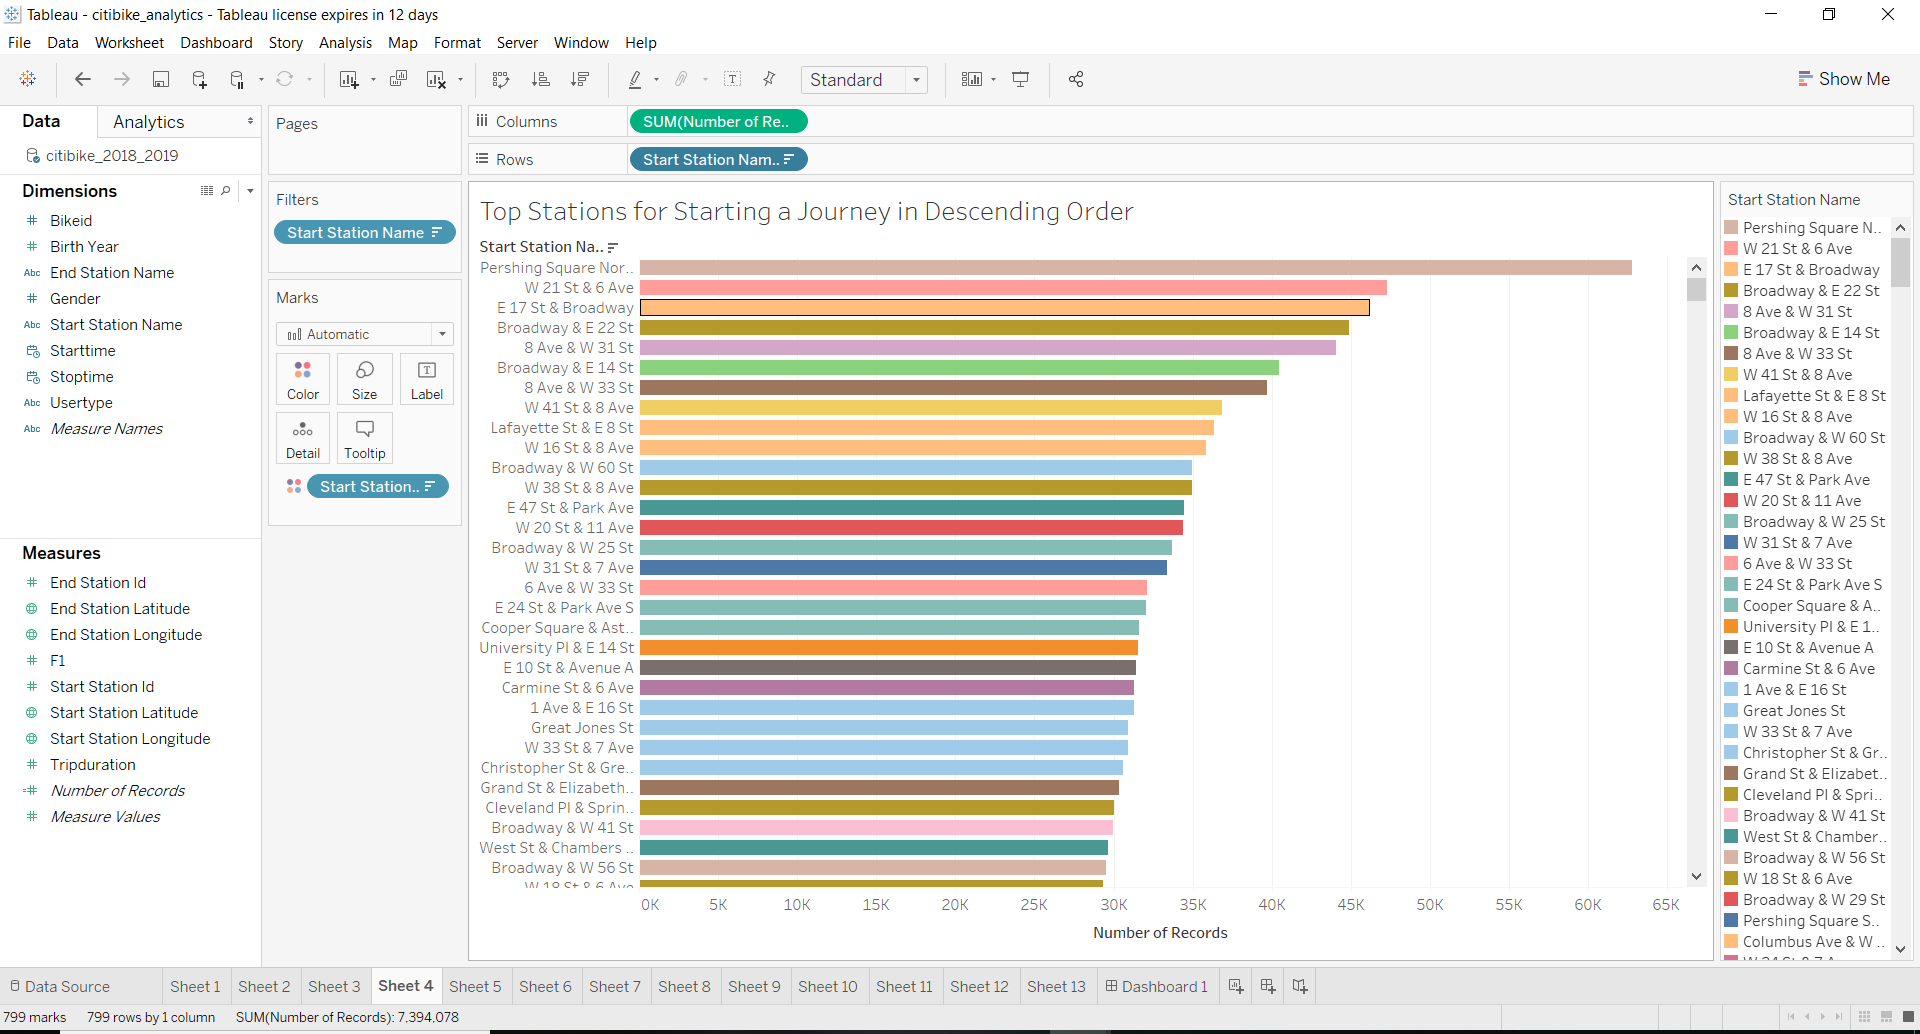 Tableau - citibike_analytics - Tableau license expires in 12 days
File Data Worksheet Dashboard Story Analysis Map Format Server Window Help
Standard
Show Me
Data Analytics
citibike_2018_2019
Dimensions
Bikeid
Birth Year
Abc End Station Name
Gender
Abc Start Station Name
Starttime
Stoptime
Abc Usertype
Abc Measure Names
Measures
End Station Id
End Station Latitude
End Station Longitude
F1
Start Station Id
Start Station Latitude
Start Station Longitude
Tripduration
Number of Records
Measure Values
Pages
Filters
Start Station Name
Marks
Automatic
Color Size Label
Detail Tooltip
Start Station..
Columns SUM(Number of Re..
Rows Start Station Nam..
Top Stations for Starting a Journey in Descending Order
Start Station Na..
Pershing Square Nor..
W 21 St & 6 Ave
E 17 St & Broadway
Broadway & E 22 St
8 Ave & W 31 St
Broadway & E 14 St
8 Ave & W 33 St
W 41 St & 8 Ave
Lafayette St & E 8 St
W 16 St & 8 Ave
Broadway & W 60 St
W 38 St & 8 Ave
E 47 St & Park Ave
W 20 St & 11 Ave
Broadway & W 25 St
W 31 St & 7 Ave
6 Ave & W 33 St
E 24 St & Park Ave S
Cooper Square & Ast..
University Pl & E 14 St
E 10 St & Avenue A
Carmine St & 6 Ave
1 Ave & E 16 St
Great Jones St
W 33 St & 7 Ave
Christopher St & Gre..
Grand St & Elizabeth..
Cleveland Pl & Sprin..
Broadway & W 41 St
West St & Chambers ..
Broadway & W 56 St
W 18 St & 6 Ave
0K 5K 10K 15K 20K 25K 30K 35K 40K 45K 50K 55K 60K 65K
Number of Records
Start Station Name
Pershing Square N..
W 21 St & 6 Ave
E 17 St & Broadway
Broadway & E 22 St
8 Ave & W 31 St
Broadway & E 14 St
8 Ave & W 33 St
W 41 St & 8 Ave
Lafayette St & E 8 St
W 16 St & 8 Ave
Broadway & W 60 St
W 38 St & 8 Ave
E 47 St & Park Ave
W 20 St & 11 Ave
Broadway & W 25 St
W 31 St & 7 Ave
6 Ave & W 33 St
E 24 St & Park Ave S
Cooper Square & A..
University Pl & E 1..
E 10 St & Avenue A
Carmine St & 6 Ave
1 Ave & E 16 St
Great Jones St
W 33 St & 7 Ave
Christopher St & Gr..
Grand St & Elizabet..
Cleveland Pl & Spri..
Broadway & W 41 St
West St & Chamber..
Broadway & W 56 St
W 18 St & 6 Ave
Broadway & W 29 St
Pershing Square S..
Columbus Ave & W ..
Data Source Sheet 1 Sheet 2 Sheet 3 Sheet 4 Sheet 5 Sheet 6 Sheet 7 Sheet 8 Sheet 9 Sheet 10 Sheet 11 Sheet 12 Sheet 13 Dashboard 1
799 marks 799 rows by 1 column SUM(Number of Records): 7,394,078